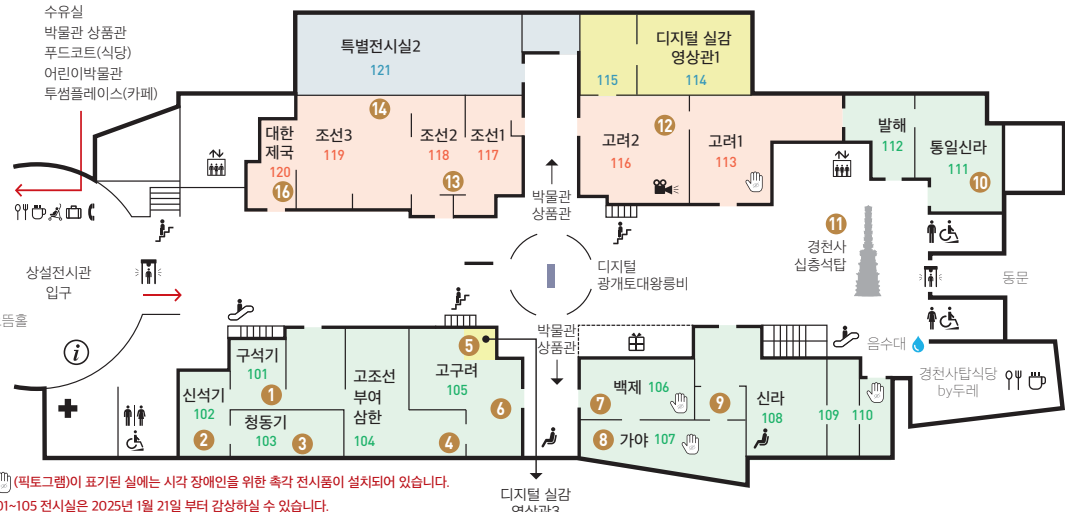 수유실
박물관 상품관
푸드코트(식당)
어린이박물관
투썸플레이스(카페)
특별전시실2
121
디지털 실감
영상관1
115
114
14
대한
제국
120
16
조선3
119
조선2
118
13
조선1
117
12
고려2
116
고려1
113
발해
112
통일신라
111
10
박물관
상품관
11
경천사
십층석탑
상설전시관
입구
디지털
광개토대왕릉비
동문
뜸홀
i
박물관
상품관
음수대
경천사탑식당
by두레
구석기
101
1
신석기
102
2
청동기
103
3
고조선
부여
삼한
104
4
5
고구려
105
6
백제 106
7
8
가야 107
9
신라
108
109
110
(픽토그램)이 표기된 실에는 시각 장애인을 위한 촉각 전시품이 설치되어 있습니다.
01~105 전시실은 2025년 1월 21일 부터 감상하실 수 있습니다.
디지털 실감
영상관3